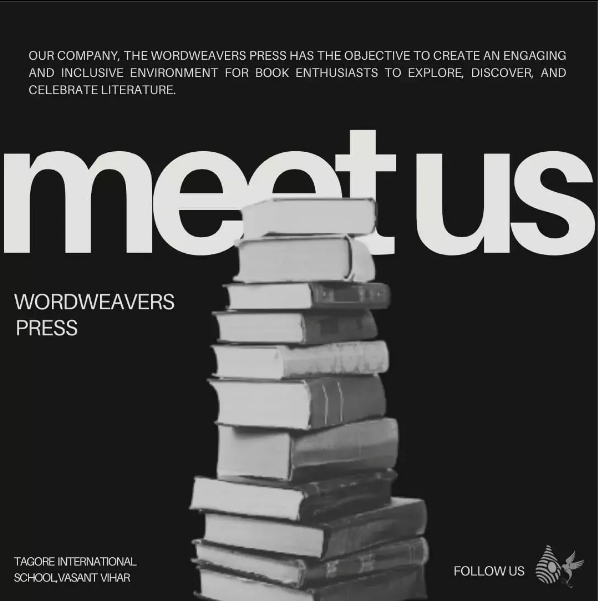 OUR COMPANY, THE WORDWEAVERS PRESS HAS THE OBJECTIVE TO CREATE AN ENGAGING
AND INCLUSIVE ENVIRONMENT FOR BOOK ENTHUSIASTS TO EXPLORE, DISCOVER, AND
CELEBRATE LITERATURE.
meet us
WORDWEAVERS
PRESS
TAGORE INTERNATIONAL
SCHOOL,VASANT VIHAR
FOLLOW US